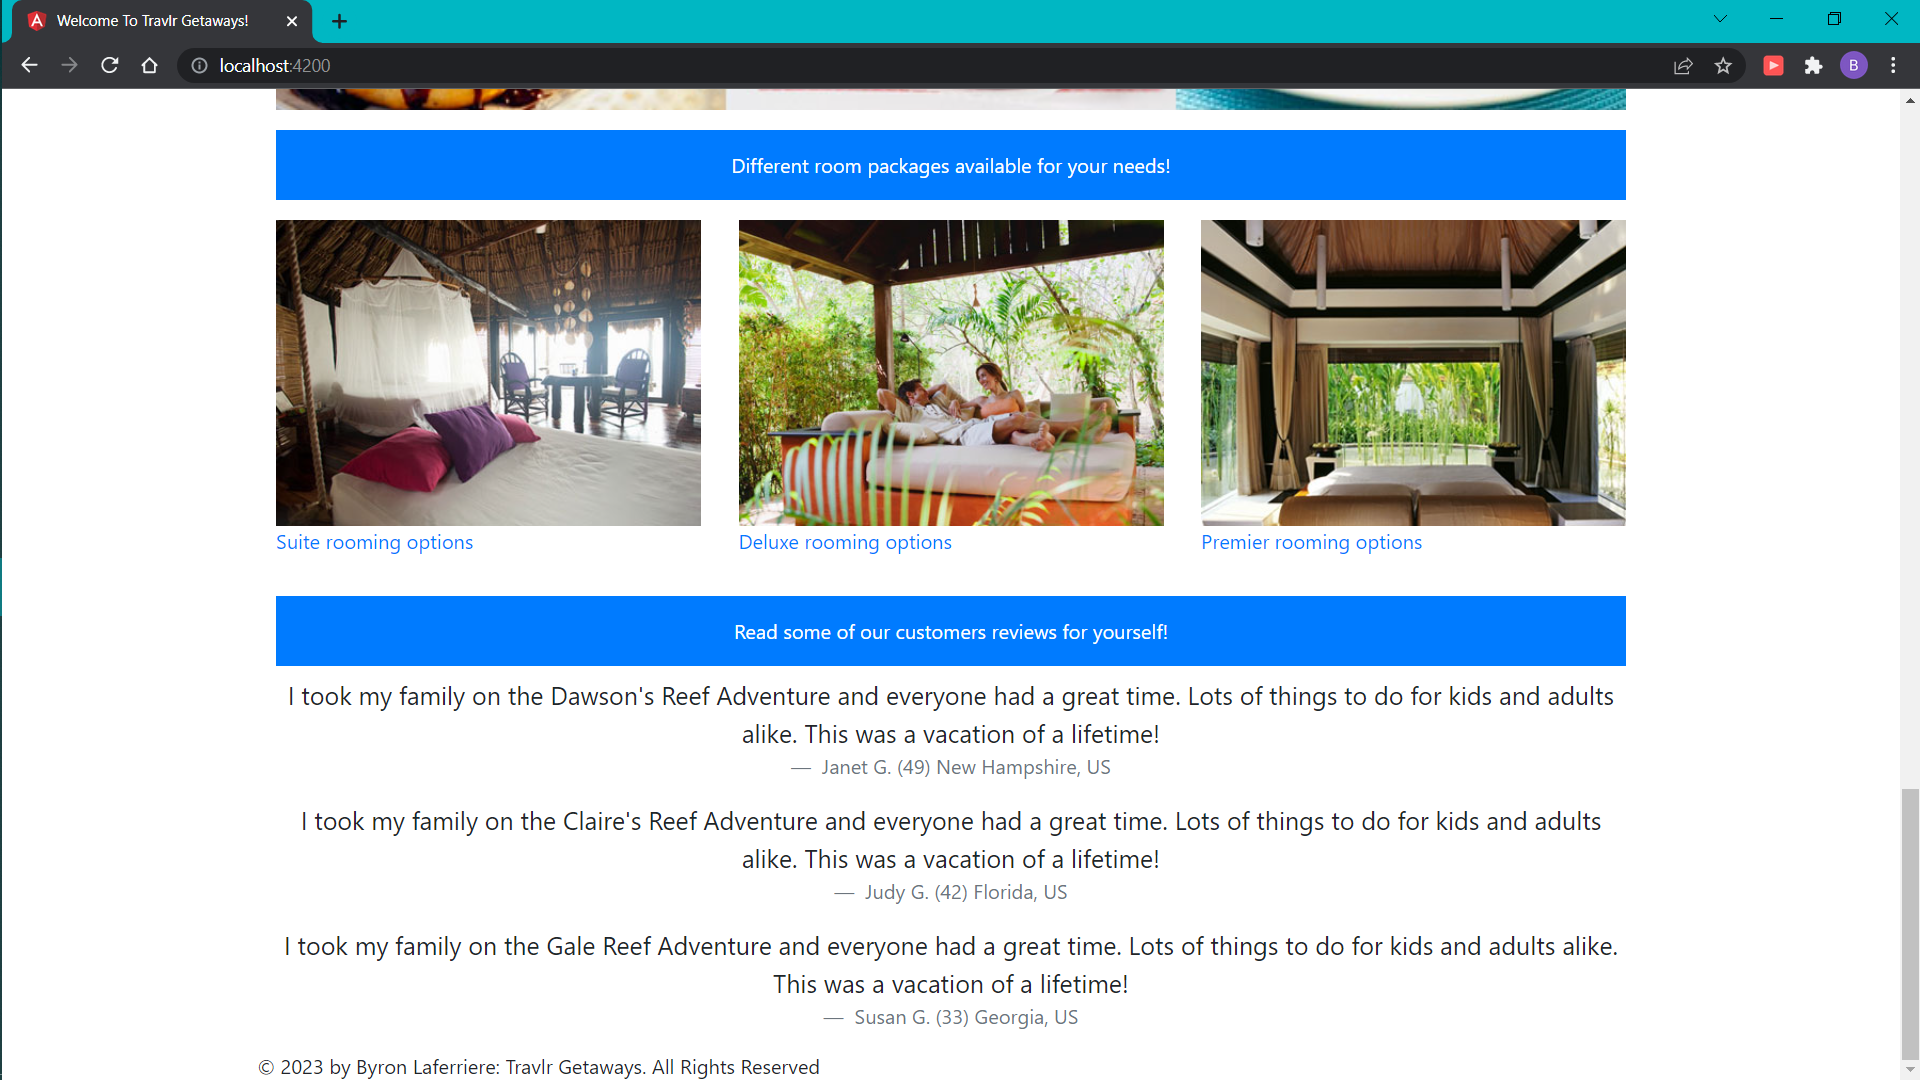 Welcome To Travlr Getaways!
localhost:4200
B
Different room packages available for your needs!
Suite rooming options
Deluxe rooming options
Premier rooming options
Read some of our customers reviews for yourself!
I took my family on the Dawson's Reef Adventure and everyone had a great time. Lots of things to do for kids and adults
alike. This was a vacation of a lifetime!
— Janet G. (49) New Hampshire, US
I took my family on the Claire's Reef Adventure and everyone had a great time. Lots of things to do for kids and adults
alike. This was a vacation of a lifetime!
— Judy G. (42) Florida, US
I took my family on the Gale Reef Adventure and everyone had a great time. Lots of things to do for kids and adults alike.
This was a vacation of a lifetime!
— Susan G. (33) Georgia, US
© 2023 by Byron Laferriere: Travlr Getaways. All Rights Reserved